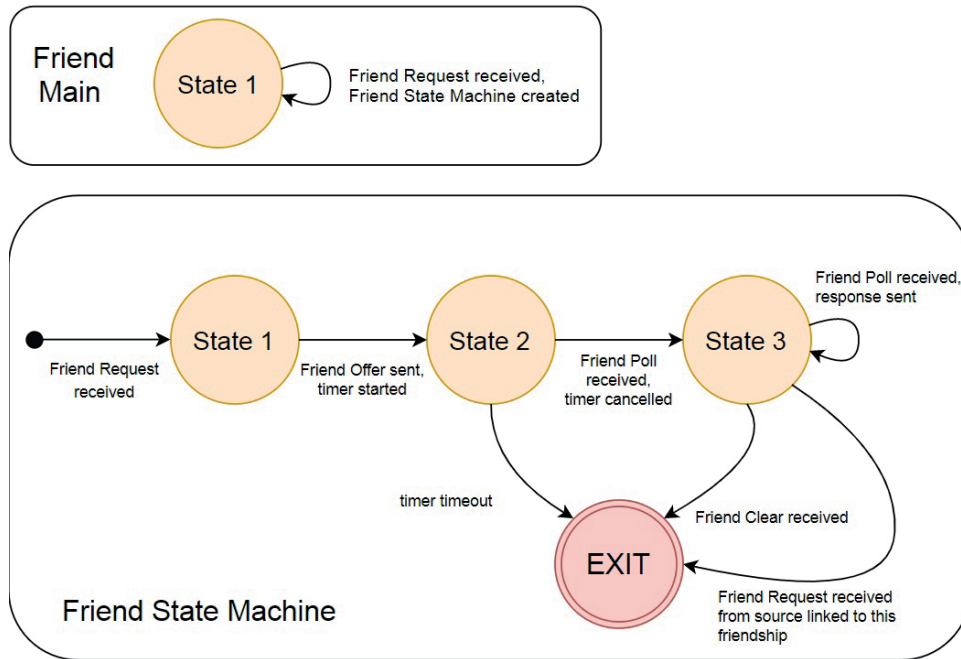 Friend
Main
State 1
Friend Request received,
Friend State Machine created
State 1
State 2
State 3
Friend Poll received,
response sent
Friend Request
received
Friend Offer sent,
timer started
Friend Poll
received,
timer cancelled
timer timeout
Friend Clear received
EXIT
Friend Request received
from source linked to this
friendship
Friend State Machine